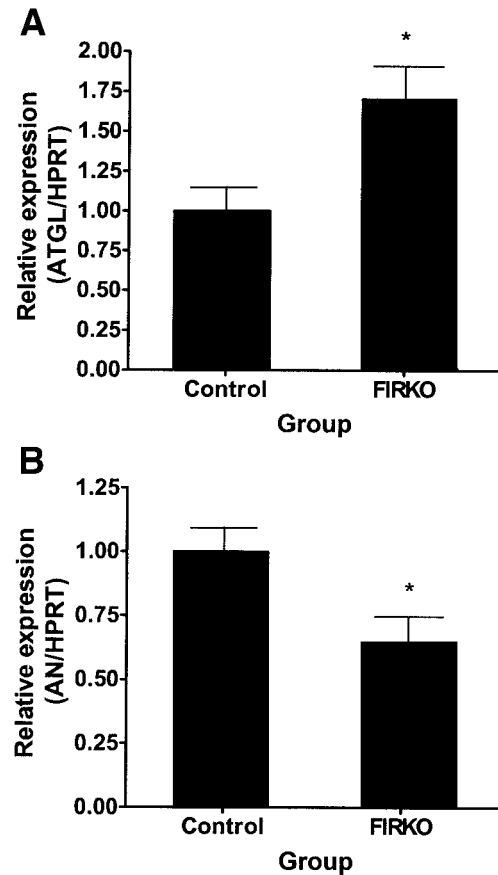 A
Relative expression
(ATGL/HPRT)
2.00
1.75
1.50
1.25
1.00
0.75
0.50
0.25
0.00
*
Control
FIRKO
Group
B
Relative expression
(AN/HPRT)
1.25
1.00
0.75
0.50
0.25
0.00
*
Control
FIRKO
Group